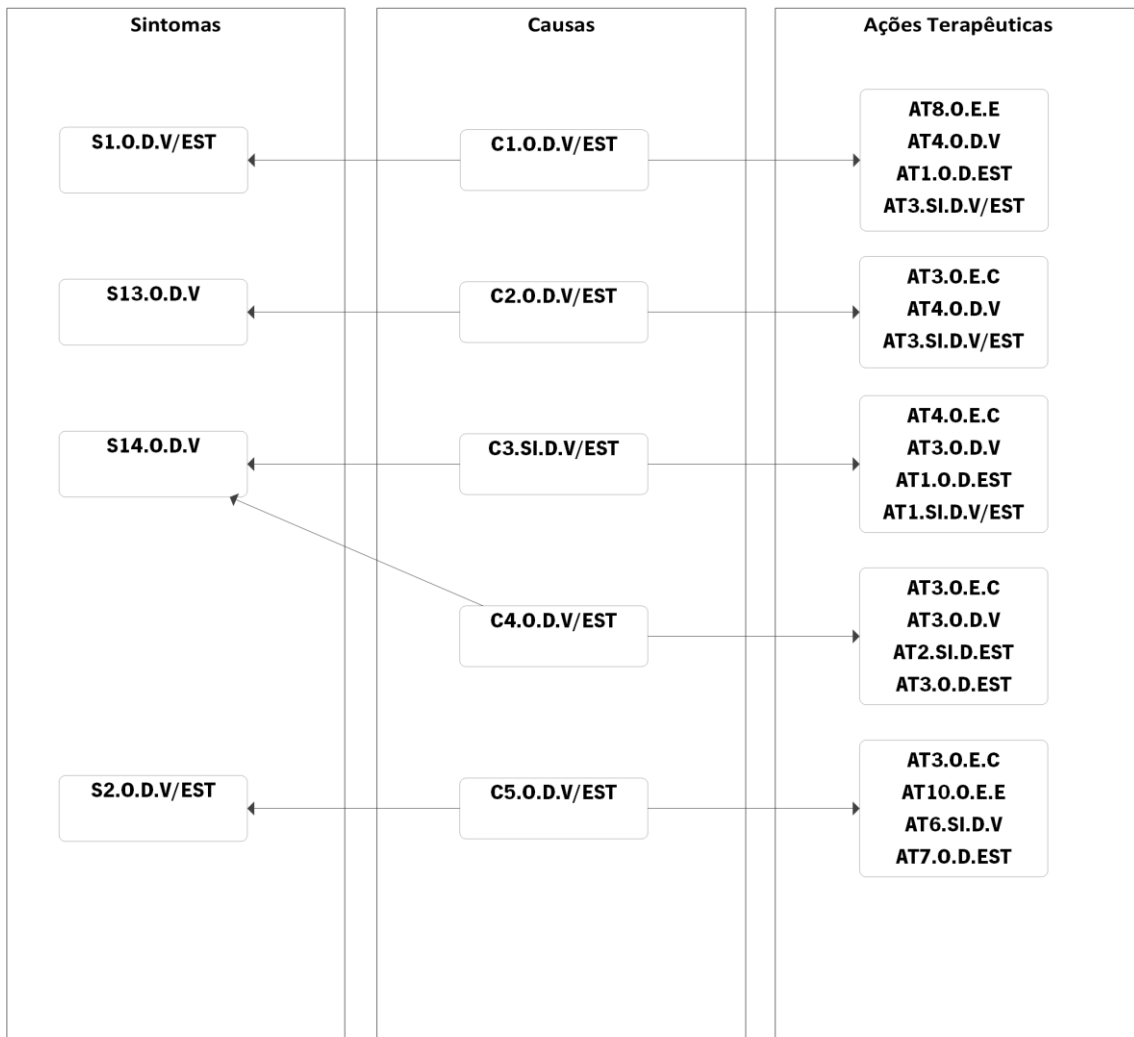 Sintomas
Causas
Ações Terapêuticas
S1.O.D.V/EST
C1.O.D.V/EST
AT8.O.E.E
AT4.O.D.V
AT1.O.D.EST
AT3.SI.D.V/EST
S13.O.D.V
C2.O.D.V/EST
AT3.O.E.C
AT4.O.D.V
AT3.SI.D.V/EST
S14.O.D.V
C3.SI.D.V/EST
AT4.O.E.C
AT3.O.D.V
AT1.O.D.EST
AT1.SI.D.V/EST
C4.O.D.V/EST
AT3.O.E.C
AT3.O.D.V
AT2.SI.D.EST
AT3.O.D.EST
S2.O.D.V/EST
C5.O.D.V/EST
AT3.O.E.C
AT10.O.E.E
AT6.SI.D.V
AT7.O.D.EST